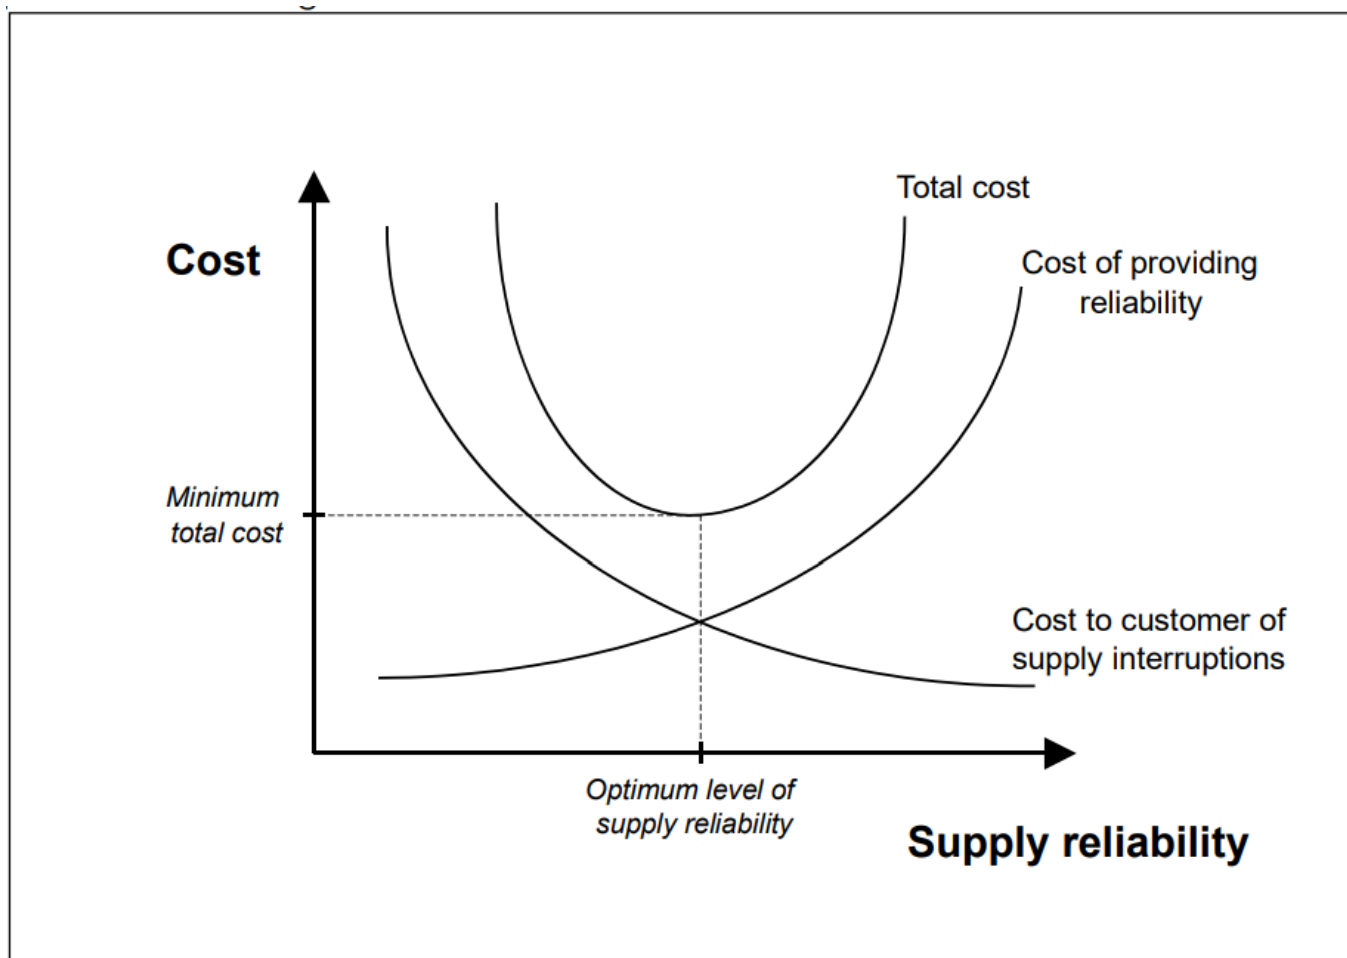 Total cost
Cost
Cost of providing
reliability
Minimum
total cost
Cost to customer of
supply interruptions
Optimum level of
supply reliability
Supply reliability